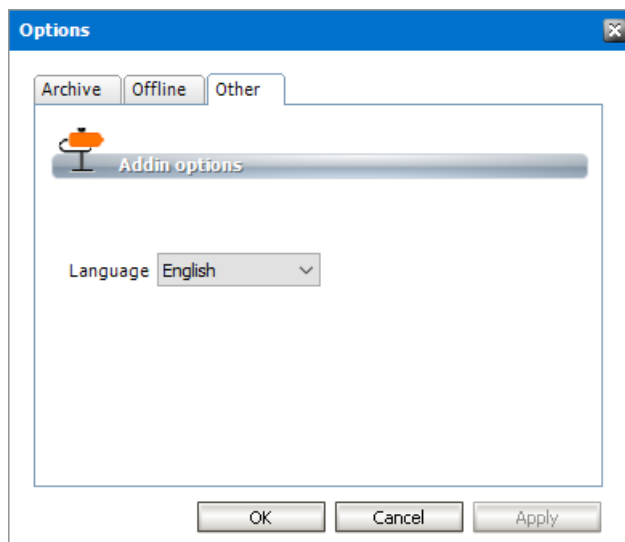 Options
Archive Offline Other
Addin options
Language English
OK Cancel Apply